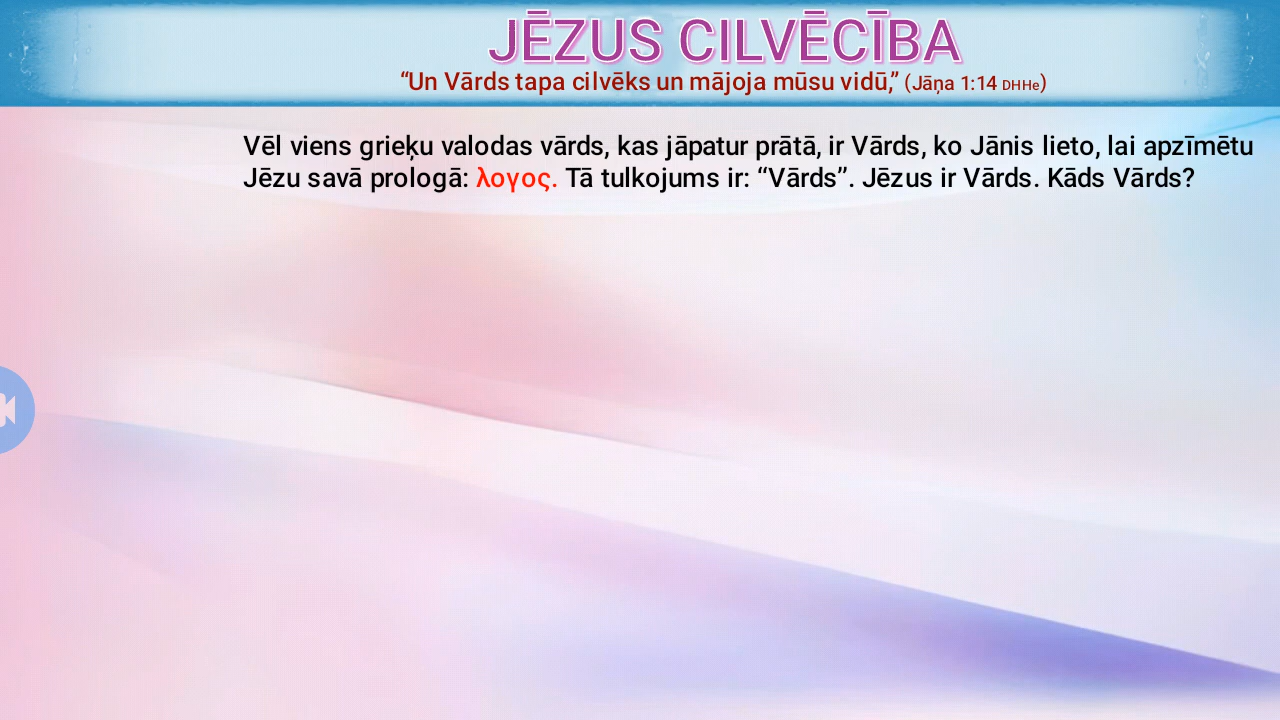 JĒZUS CILVĒCĪBA
“Un Vārds tapa cilvēks un mājoja mūsu vidū,” (Jāņa 1:14 DHHe)
Vēl viens grieķu valodas vārds, kas jāpatur prātā, ir Vārds, ko Jānis lieto, lai apzīmētu
Jēzu savā prologā: λογος. Tā tulkojums ir: “Vārds”. Jēzus ir Vārds. Kāds Vārds?